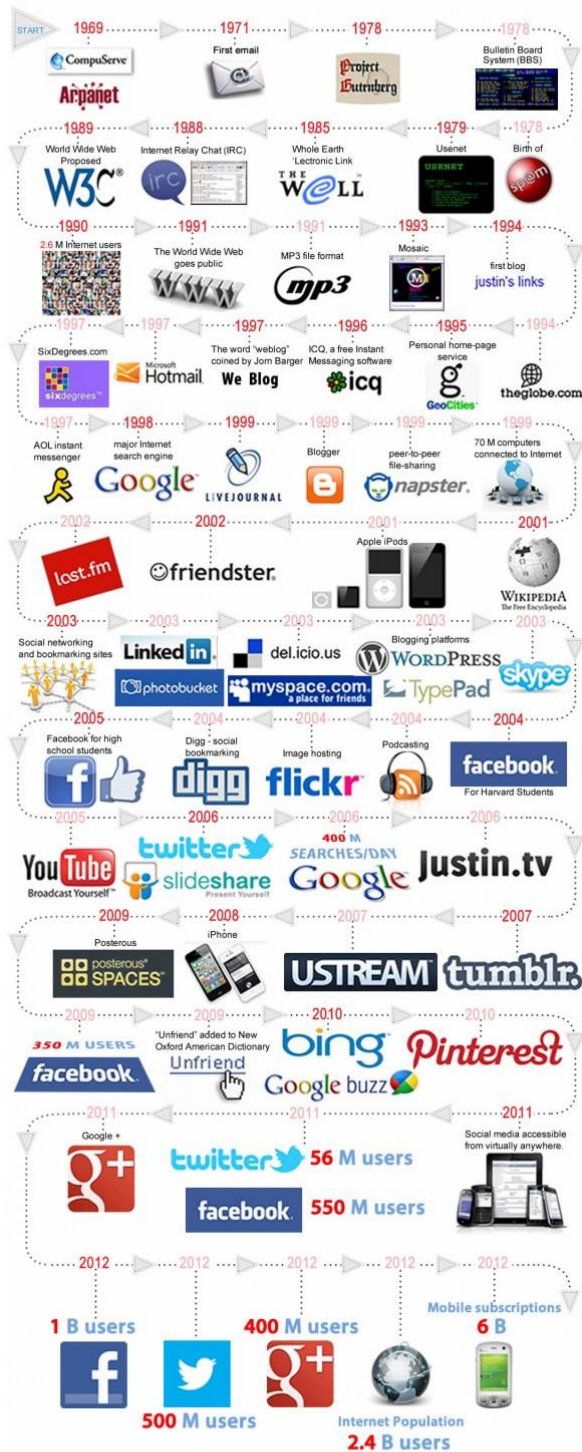 START
1969
1971
1978
1978
CompuServe
Arpanet
First email
Project
Gutenberg
Bulletin Board
System (BBS)
1989
1988
1985
1979
1978
World Wide Web
Proposed
W3C®
Internet Relay Chat (IRC)
irc
Whole Earth
'Lectronic Link
THE
WELL
Usenet
USENET
Birth of
spam
1990
1991
1991
1993
1994
2.6 M Internet users
The World Wide Web
goes public
WWW
MP3 file format
mp3
Mosaic
M
first blog
justin's links
1997
1997
1997
1996
1995
1994
SixDegrees.com
sixdegrees™
Microsoft
Hotmail
The word "weblog"
coined by Jorn Barger
We Blog
ICQ, a free Instant
Messaging software
icq
Personal home-page
service
g
GeoCities
theglobe.com
1997
1998
1999
1999
1999
1999
AOL instant
messenger
major Internet
search engine
Google™
LIVEJOURNAL
Blogger
B
peer-to-peer
file-sharing
napster.
70 M computers
connected to Internet
2002
2002
2001
2001
last.fm
friendster®
Apple iPods
WIKIPEDIA
The Free Encyclopedia
2003
2003
2003
2003
2003
Social networking
and bookmarking sites
Linked in®
photobucket
del.icio.us
myspace.com®
a place for friends
Blogging platforms
WORDPRESS
TypePad
skype
2005
2004
2004
2004
2004
Facebook for high
school students
f
Digg - social
bookmarking
digg
Image hosting
flickr
Podcasting
facebook
For Harvard Students
2005
2006
2006
2006
You Tube
Broadcast Yourself™
twitter
slideshare
Present Yourself
400 M
SEARCHES/DAY
Google
Justin.tv
2009
2008
2007
2007
Posterous
posterous®
SPACES™
iPhone
USTREAM™
tumblr.
2009
2009
2010
2010
350 M USERS
facebook.
"Unfriend" added to New
Oxford American Dictionary
Unfriend
bing™
Google buzz
Pinterest
2011
2011
2011
Google +
g+
twitter 56 M users
facebook 550 M users
Social media accessible
from virtually anywhere.
2012
2012
2012
2012
2012
1 B users
f
500 M users
400 M users
g+
Internet Population
2.4 B users
Mobile subscriptions
6 B